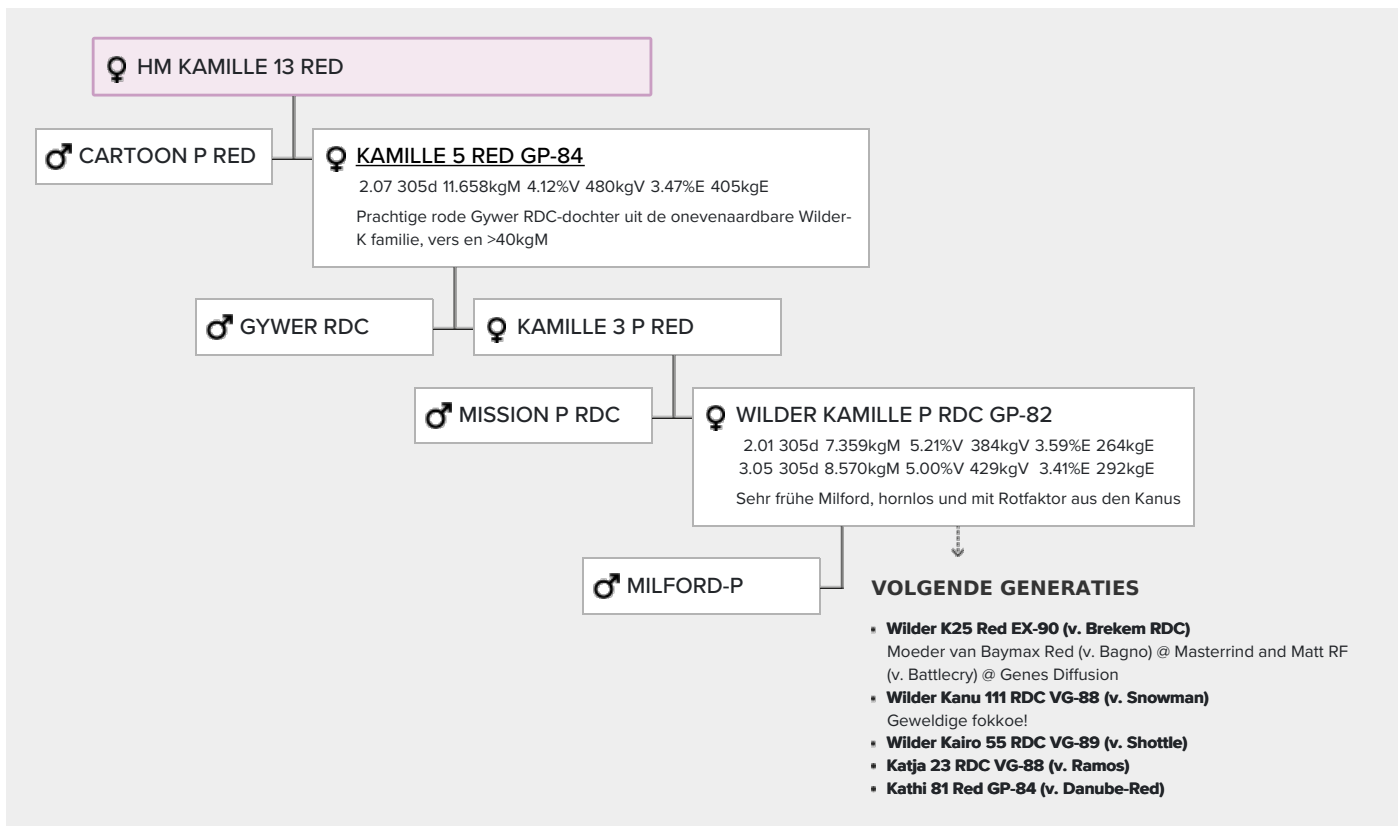 HM KAMILLE 13 RED
CARTOON P RED
KAMILLE 5 RED GP-84
2.07 305d 11.658kgM 4.12%V 480kgV 3.47%E 405kgE
Prachtige rode Gywer RDC-dochter uit de onevenaardbare Wilder-
K familie, vers en >40kgM
GYWER RDC
KAMILLE 3 P RED
MISSION P RDC
WILDER KAMILLE P RDC GP-82
2.01 305d 7.359kgM 5.21%V 384kgV 3.59%E 264kgE
3.05 305d 8.570kgM 5.00%V 429kgV 3.41%E 292kgE
Sehr frühe Milford, hornlos und mit Rotfaktor aus den Kanus
MILFORD-P
VOLGENDE GENERATIES
Wilder K25 Red EX-90 (v. Brekem RDC)
Moeder van Baymax Red (v. Bagno) @ Masterrind and Matt RF
(v. Battlecry) @ Genes Diffusion
Wilder Kanu 111 RDC VG-88 (v. Snowman)
Geweldige fokkoe!
Wilder Kairo 55 RDC VG-89 (v. Shottle)
Katja 23 RDC VG-88 (v. Ramos)
Kathi 81 Red GP-84 (v. Danube-Red)